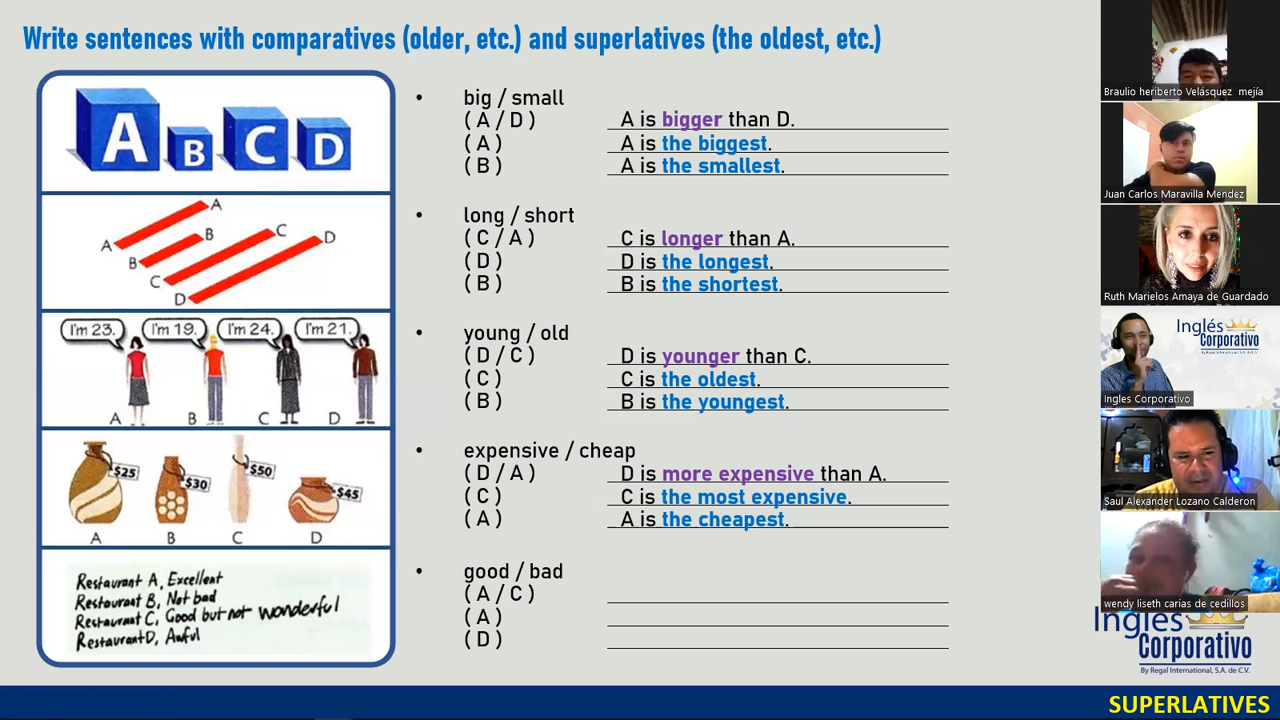 Write sentences with comparatives (older, etc.) and superlatives (the oldest, etc.)
A B C D
A
A
B
C
D
B
C
D
I'm 23.
I'm 19.
I'm 24.
I'm 21.
A
B
C
D
$25
$30
$50
$45
A
B
C
D
Restaurant A, Excellent
Restaurant B, Not bad
Restaurant C, Good but not wonderful
Restaurant D, Awful
• big / small
( A / D ) A is bigger than D.
( A ) A is the biggest.
( B ) A is the smallest.
• long / short
( C / A ) C is longer than A.
( D ) D is the longest.
( B ) B is the shortest.
• young / old
( D / C ) D is younger than C.
( C ) C is the oldest.
( B ) B is the youngest.
• expensive / cheap
( D / A ) D is more expensive than A.
( C ) C is the most expensive.
( A ) A is the cheapest.
• good / bad
( A / C )
( A )
( D )
Braulio heriberto Velásquez mejía
Juan Carlos Maravilla Mendez
Ruth Marielos Amaya de Guardado
Inglés
Corporativo
By Regal International, S.A. de C.V.
Ingles Corporativo
Saul Alexander Lozano Calderon
wendy liseth carias de cedillos
Inglés
Corporativo
By Regal International, S.A. de C.V.
SUPERLATIVES